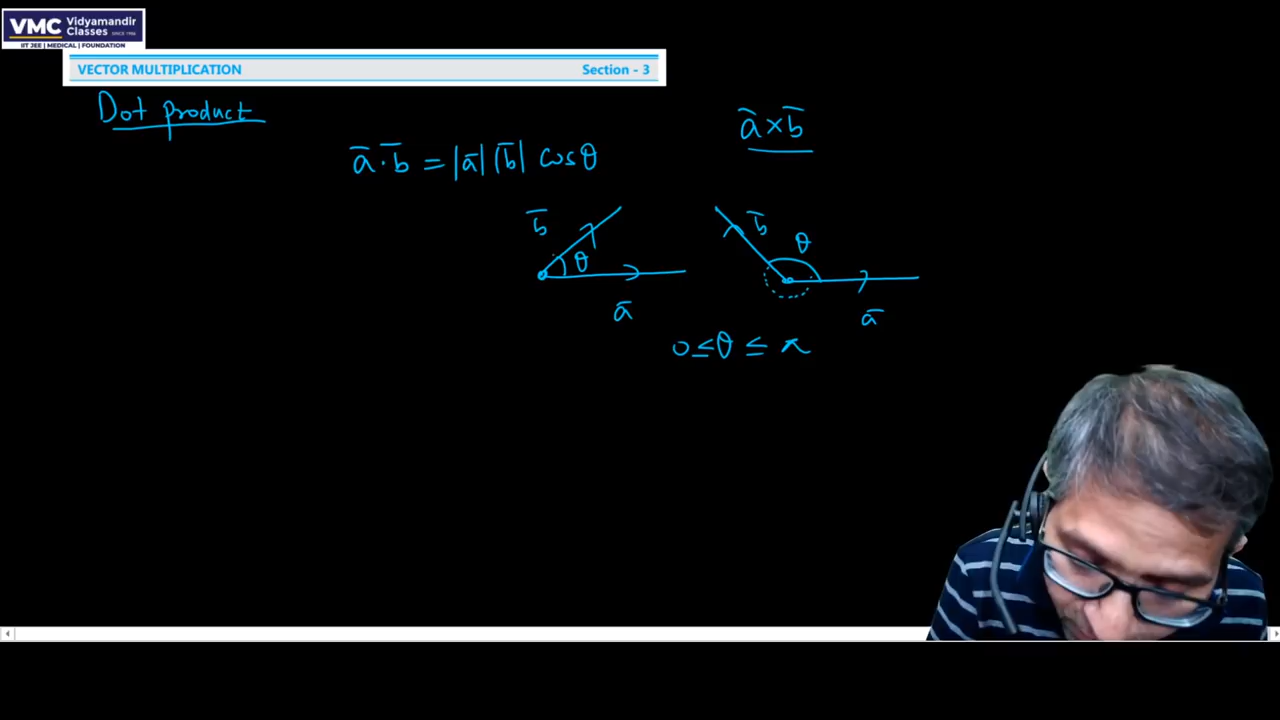 VMC Vidyamandir Classes SINCE 1986
IIT JEE | MEDICAL | FOUNDATION
VECTOR MULTIPLICATION Section - 3
Dot product
a̅ × b̅
a̅ · b̅ = |a̅| |b̅| cos θ
b̅ θ a̅
b̅ θ a̅
0 ≤ θ ≤ π